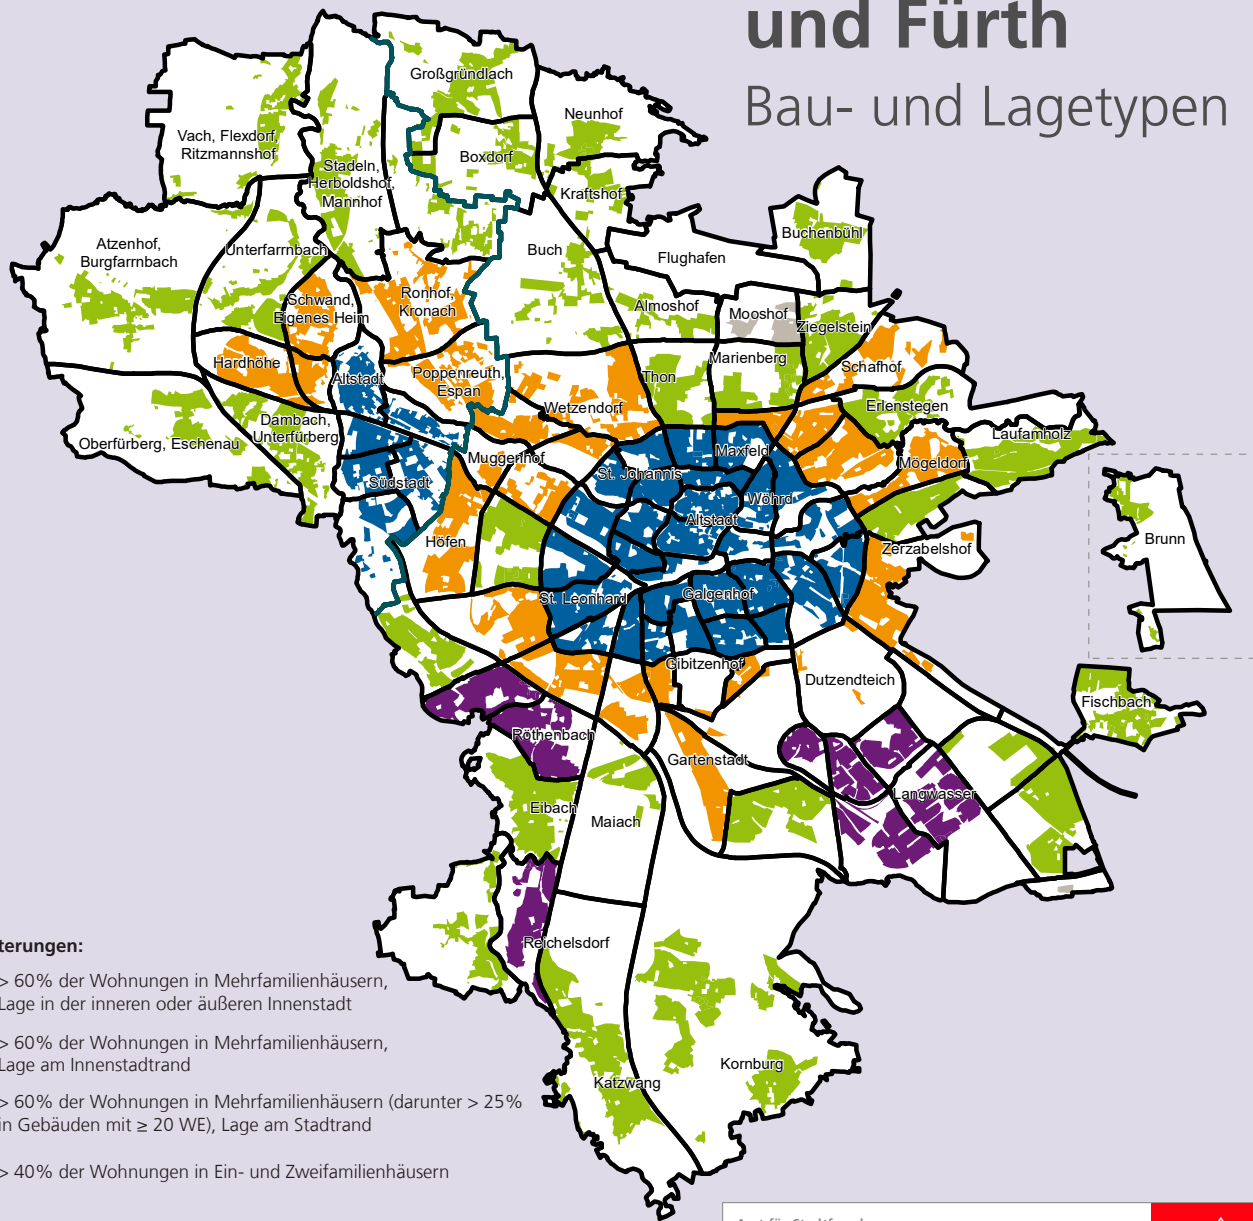 und Fürth
Bau- und Lagetypen
Großgründlach
Neunhof
Vach, Flexdorf,
Ritzmannshof
Boxdorf
Stadeln,
Herboldshof,
Mannhof
Kraftshof
Buchenbühl
Atzenhof,
Burgfarrnbach
Unterfarrnbach
Buch
Flughafen
Schwand,
Eigenes Heim
Ronhof,
Kronach
Almoshof
Mooshof
Ziegelstein
Hardhöhe
Altstadt
Poppenreuth,
Espan
Thon
Marienberg
Schafhof
Wetzendorf
Erlenstegen
Oberfürberg, Eschenau
Dambach,
Unterfürberg
Laufamholz
Muggenhof
Maxfeld
Mögeldorf
St. Johannis
Südstadt
Wöhrd
Altstadt
Höfen
Zerzabelshof
Brunn
St. Leonhard
Galgenhof
Gibitzenhof
Dutzendteich
Fischbach
Röthenbach
Gartenstadt
Eibach
Maiach
Langwasser
Reichelsdorf
Kornburg
Katzwang
terungen:
> 60% der Wohnungen in Mehrfamilienhäusern,
Lage in der inneren oder äußeren Innenstadt
> 60% der Wohnungen in Mehrfamilienhäusern,
Lage am Innenstadtrand
> 60% der Wohnungen in Mehrfamilienhäusern (darunter > 25%
in Gebäuden mit ≥ 20 WE), Lage am Stadtrand
> 40% der Wohnungen in Ein- und Zweifamilienhäusern